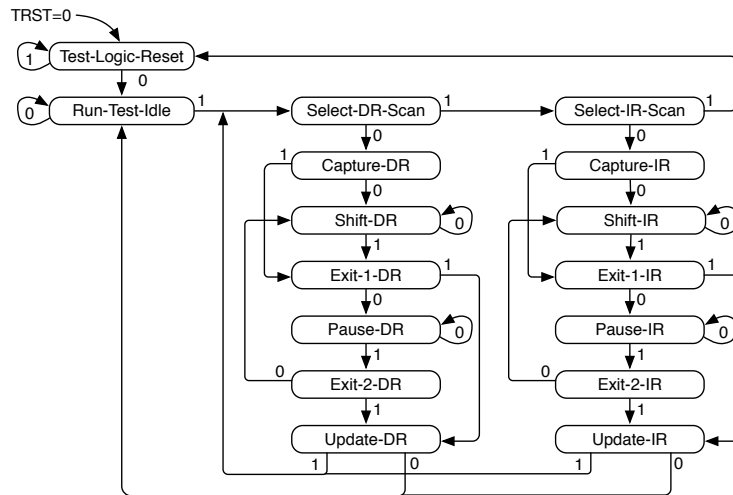 TRST=0
Test-Logic-Reset
1
0
Run-Test-Idle
0
1
Select-DR-Scan
1
Select-IR-Scan
1
0
0
1
Capture-DR
1
Capture-IR
0
0
Shift-DR
0
Shift-IR
0
1
1
Exit-1-DR
1
Exit-1-IR
1
0
0
Pause-DR
0
Pause-IR
0
1
1
0
Exit-2-DR
0
Exit-2-IR
1
1
Update-DR
Update-IR
1
0
1
0